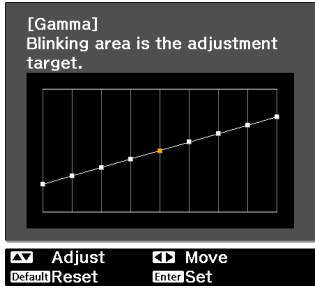 [Gamma]
Blinking area is the adjustment
target.
Adjust Move
Default Reset Enter Set